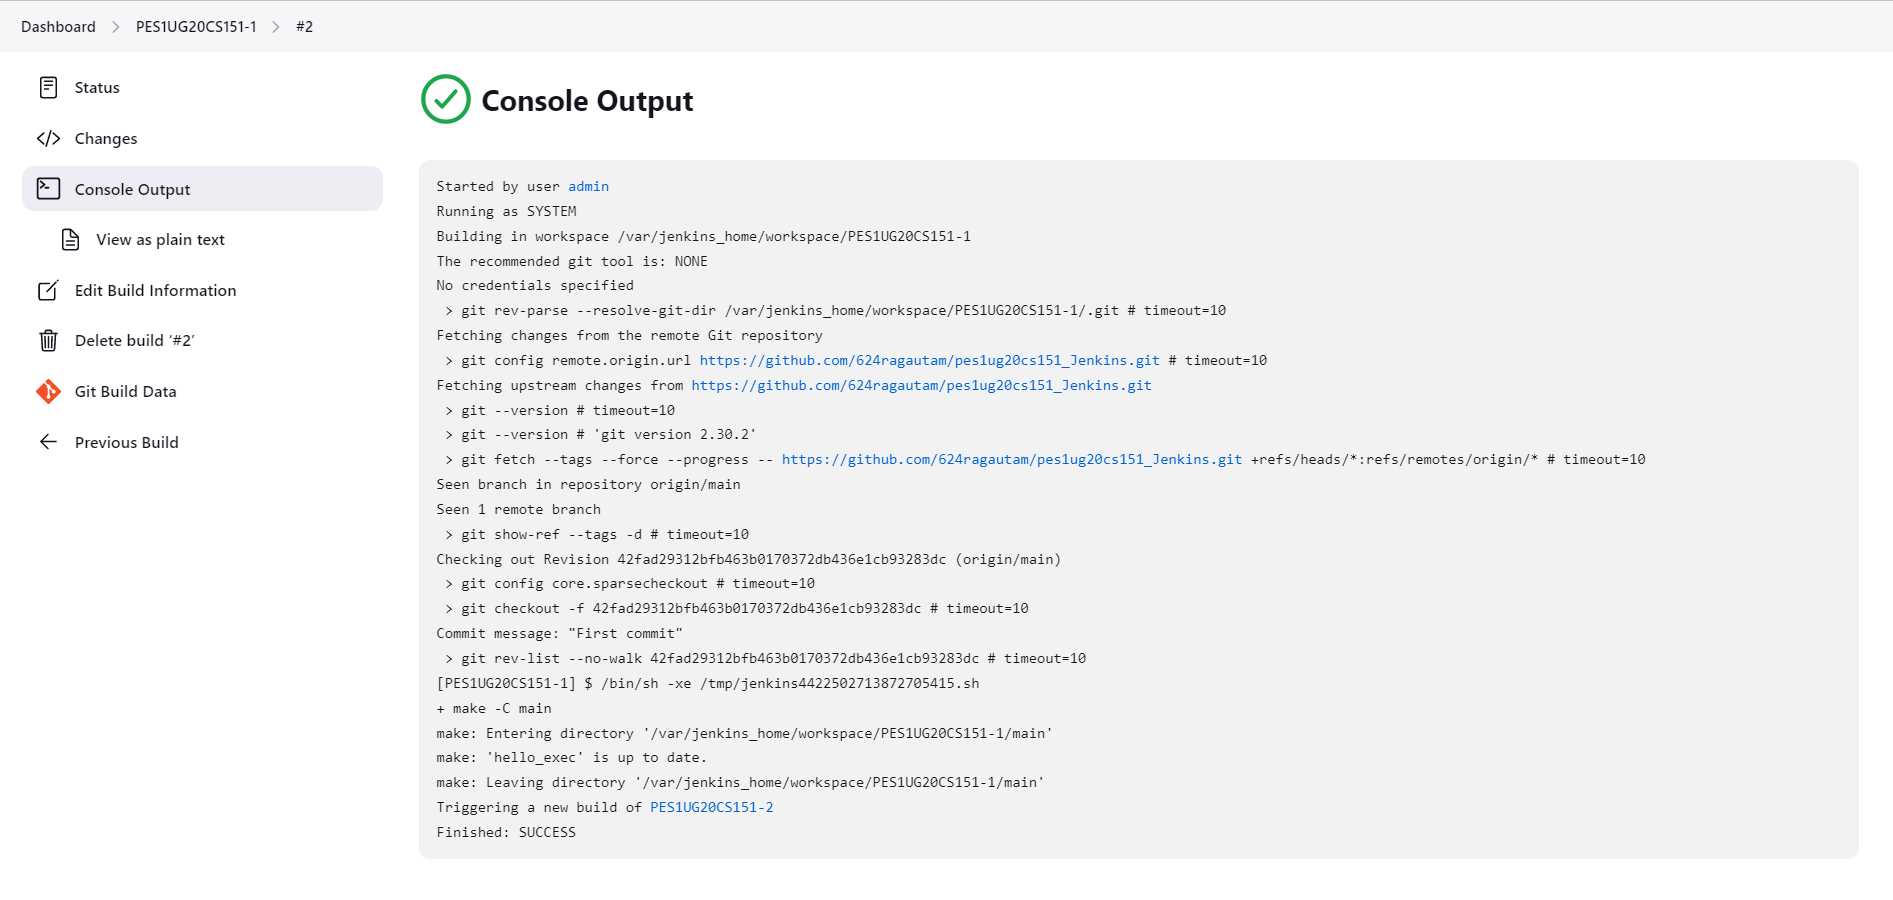 Dashboard > PES1UG20CS151-1 > #2
Status
Changes
Console Output
View as plain text
Edit Build Information
Delete build ‘#2’
Git Build Data
Previous Build
Console Output
Started by user admin
Running as SYSTEM
Building in workspace /var/jenkins_home/workspace/PES1UG20CS151-1
The recommended git tool is: NONE
No credentials specified
 > git rev-parse --resolve-git-dir /var/jenkins_home/workspace/PES1UG20CS151-1/.git # timeout=10
Fetching changes from the remote Git repository
 > git config remote.origin.url https://github.com/624ragautam/pes1ug20cs151_Jenkins.git # timeout=10
Fetching upstream changes from https://github.com/624ragautam/pes1ug20cs151_Jenkins.git
 > git --version # timeout=10
 > git --version # 'git version 2.30.2'
 > git fetch --tags --force --progress -- https://github.com/624ragautam/pes1ug20cs151_Jenkins.git +refs/heads/*:refs/remotes/origin/* # timeout=10
Seen branch in repository origin/main
Seen 1 remote branch
 > git show-ref --tags -d # timeout=10
Checking out Revision 42fad29312bfb463b0170372db436e1cb93283dc (origin/main)
 > git config core.sparsecheckout # timeout=10
 > git checkout -f 42fad29312bfb463b0170372db436e1cb93283dc # timeout=10
Commit message: "First commit"
 > git rev-list --no-walk 42fad29312bfb463b0170372db436e1cb93283dc # timeout=10
[PES1UG20CS151-1] $ /bin/sh -xe /tmp/jenkins4422502713872705415.sh
+ make -C main
make: Entering directory '/var/jenkins_home/workspace/PES1UG20CS151-1/main'
make: 'hello_exec' is up to date.
make: Leaving directory '/var/jenkins_home/workspace/PES1UG20CS151-1/main'
Triggering a new build of PES1UG20CS151-2
Finished: SUCCESS